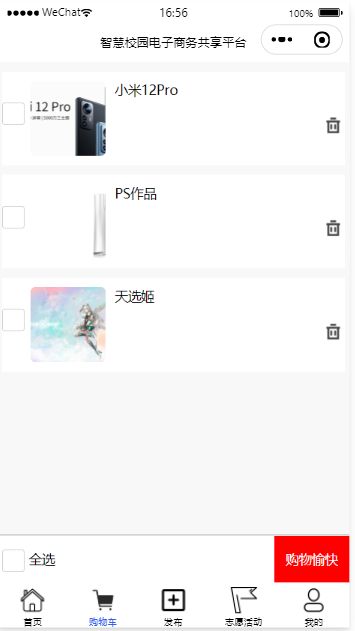 WeChat 16:56 100%
智慧校园电子商务共享平台
小米12Pro
i 12 Pro
PS作品
天选姬
全选
购物愉快
首页 购物车 发布 志愿活动 我的